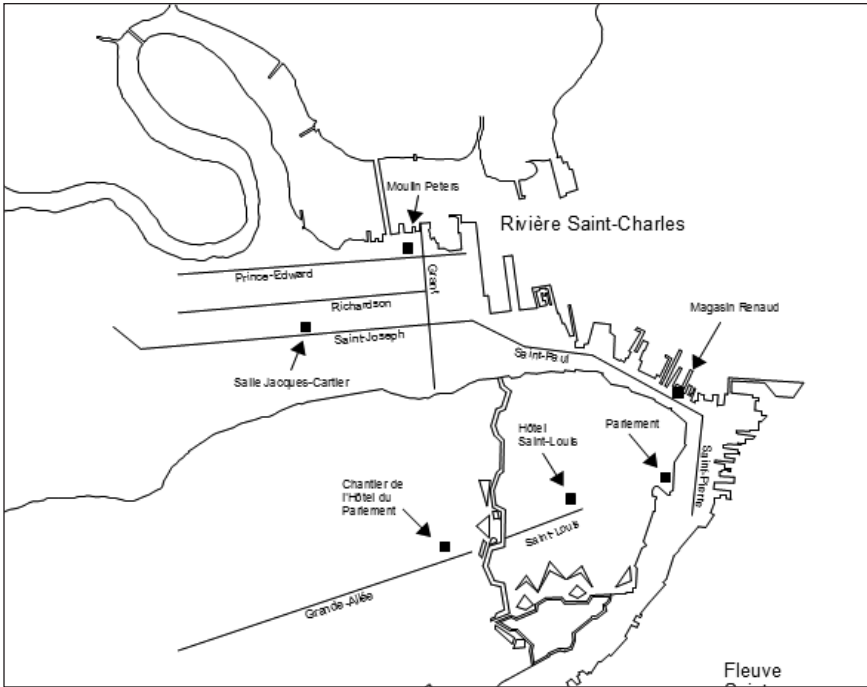 Moulin Peters
Rivière Saint-Charles
Prince-Edward
Grant
Richardson
Saint-Joseph
Magasin Renaud
Saint-Paul
Salle Jacques-Cartier
Hôtel
Saint-Louis
Parlement
Saint-Pierre
Chantier de
l'Hôtel du
Parlement
Saint-Louis
Grande-Allée
Fleuve